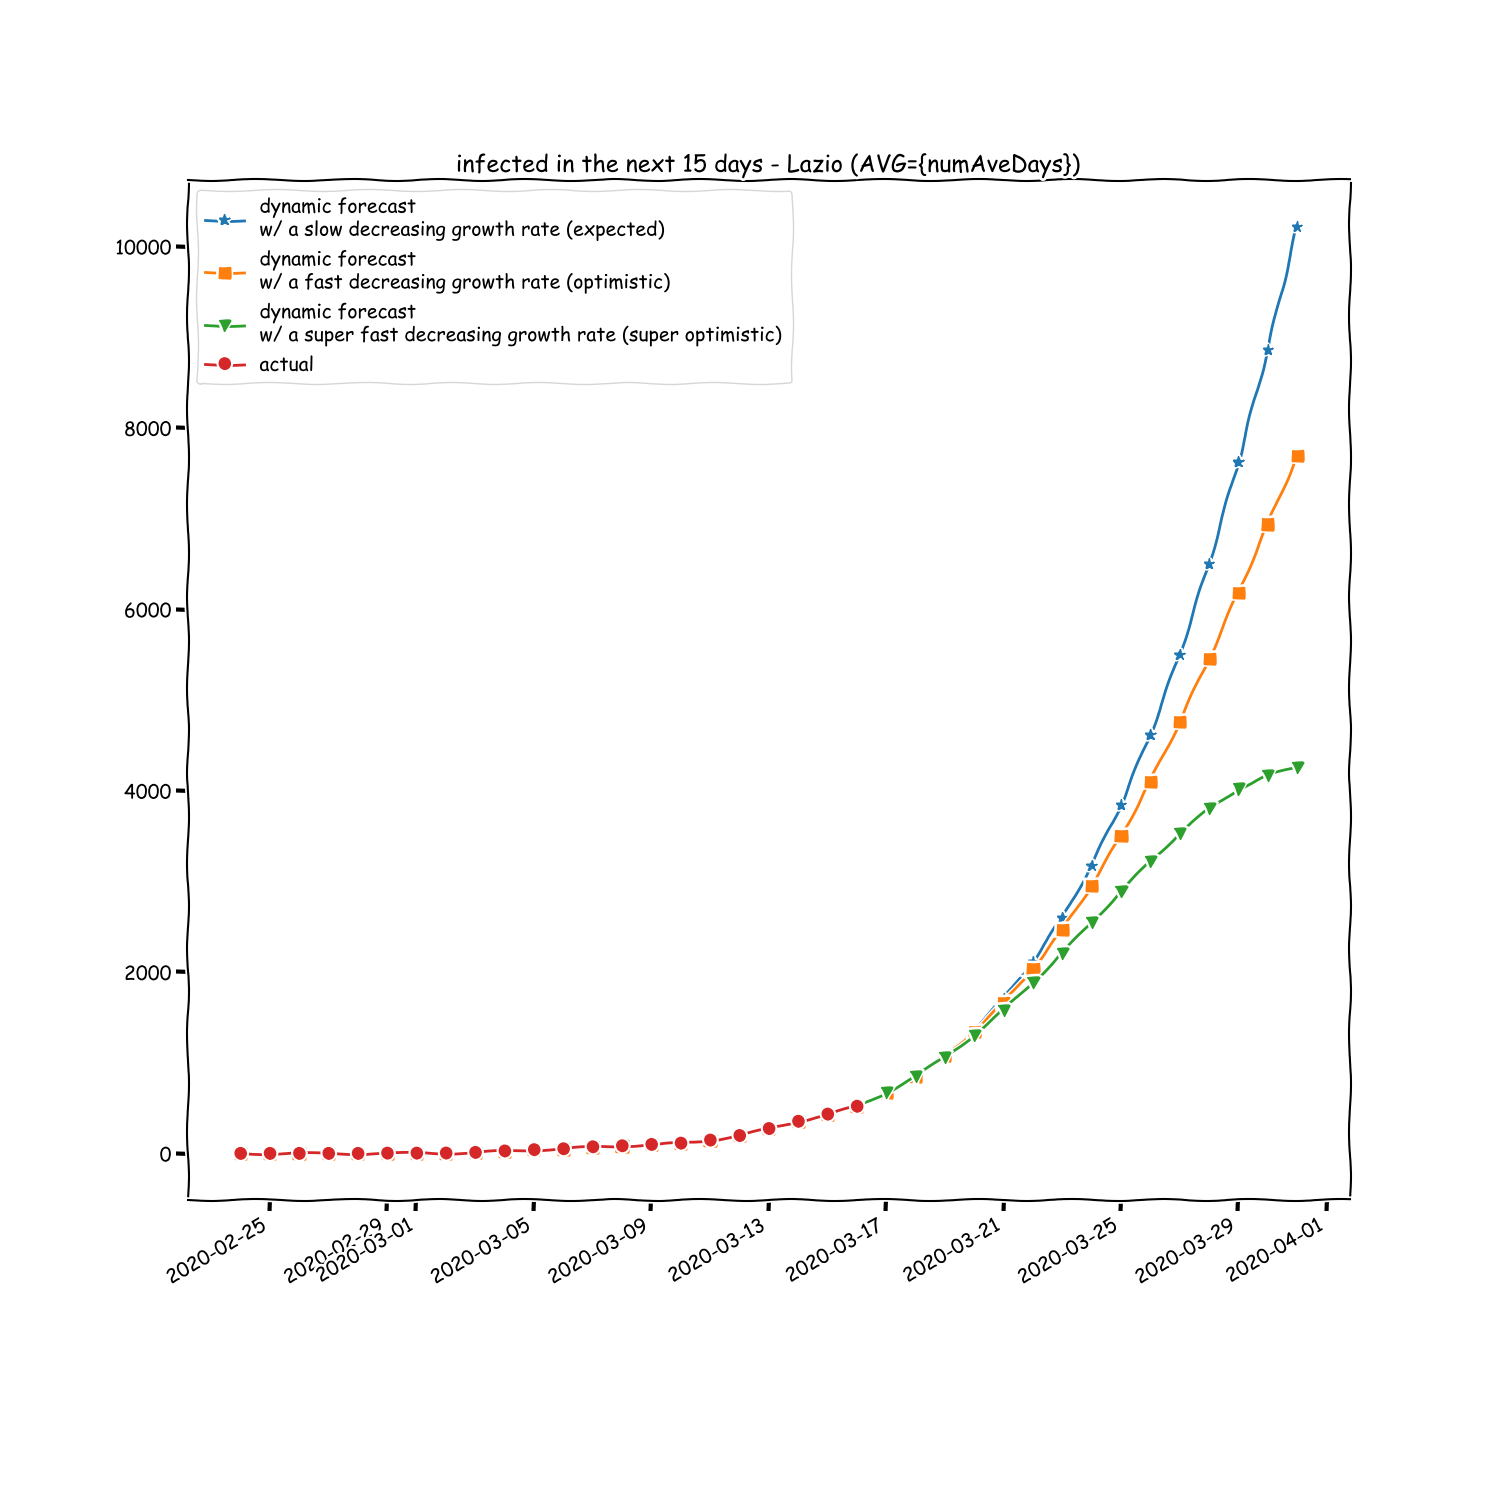 infected in the next 15 days - Lazio (AVG={numAveDays})
dynamic forecast
w/ a slow decreasing growth rate (expected)
dynamic forecast
w/ a fast decreasing growth rate (optimistic)
dynamic forecast
w/ a super fast decreasing growth rate (super optimistic)
actual
10000
8000
6000
4000
2000
0
2020-02-25
2020-02-29
2020-03-01
2020-03-05
2020-03-09
2020-03-13
2020-03-17
2020-03-21
2020-03-25
2020-03-29
2020-04-01